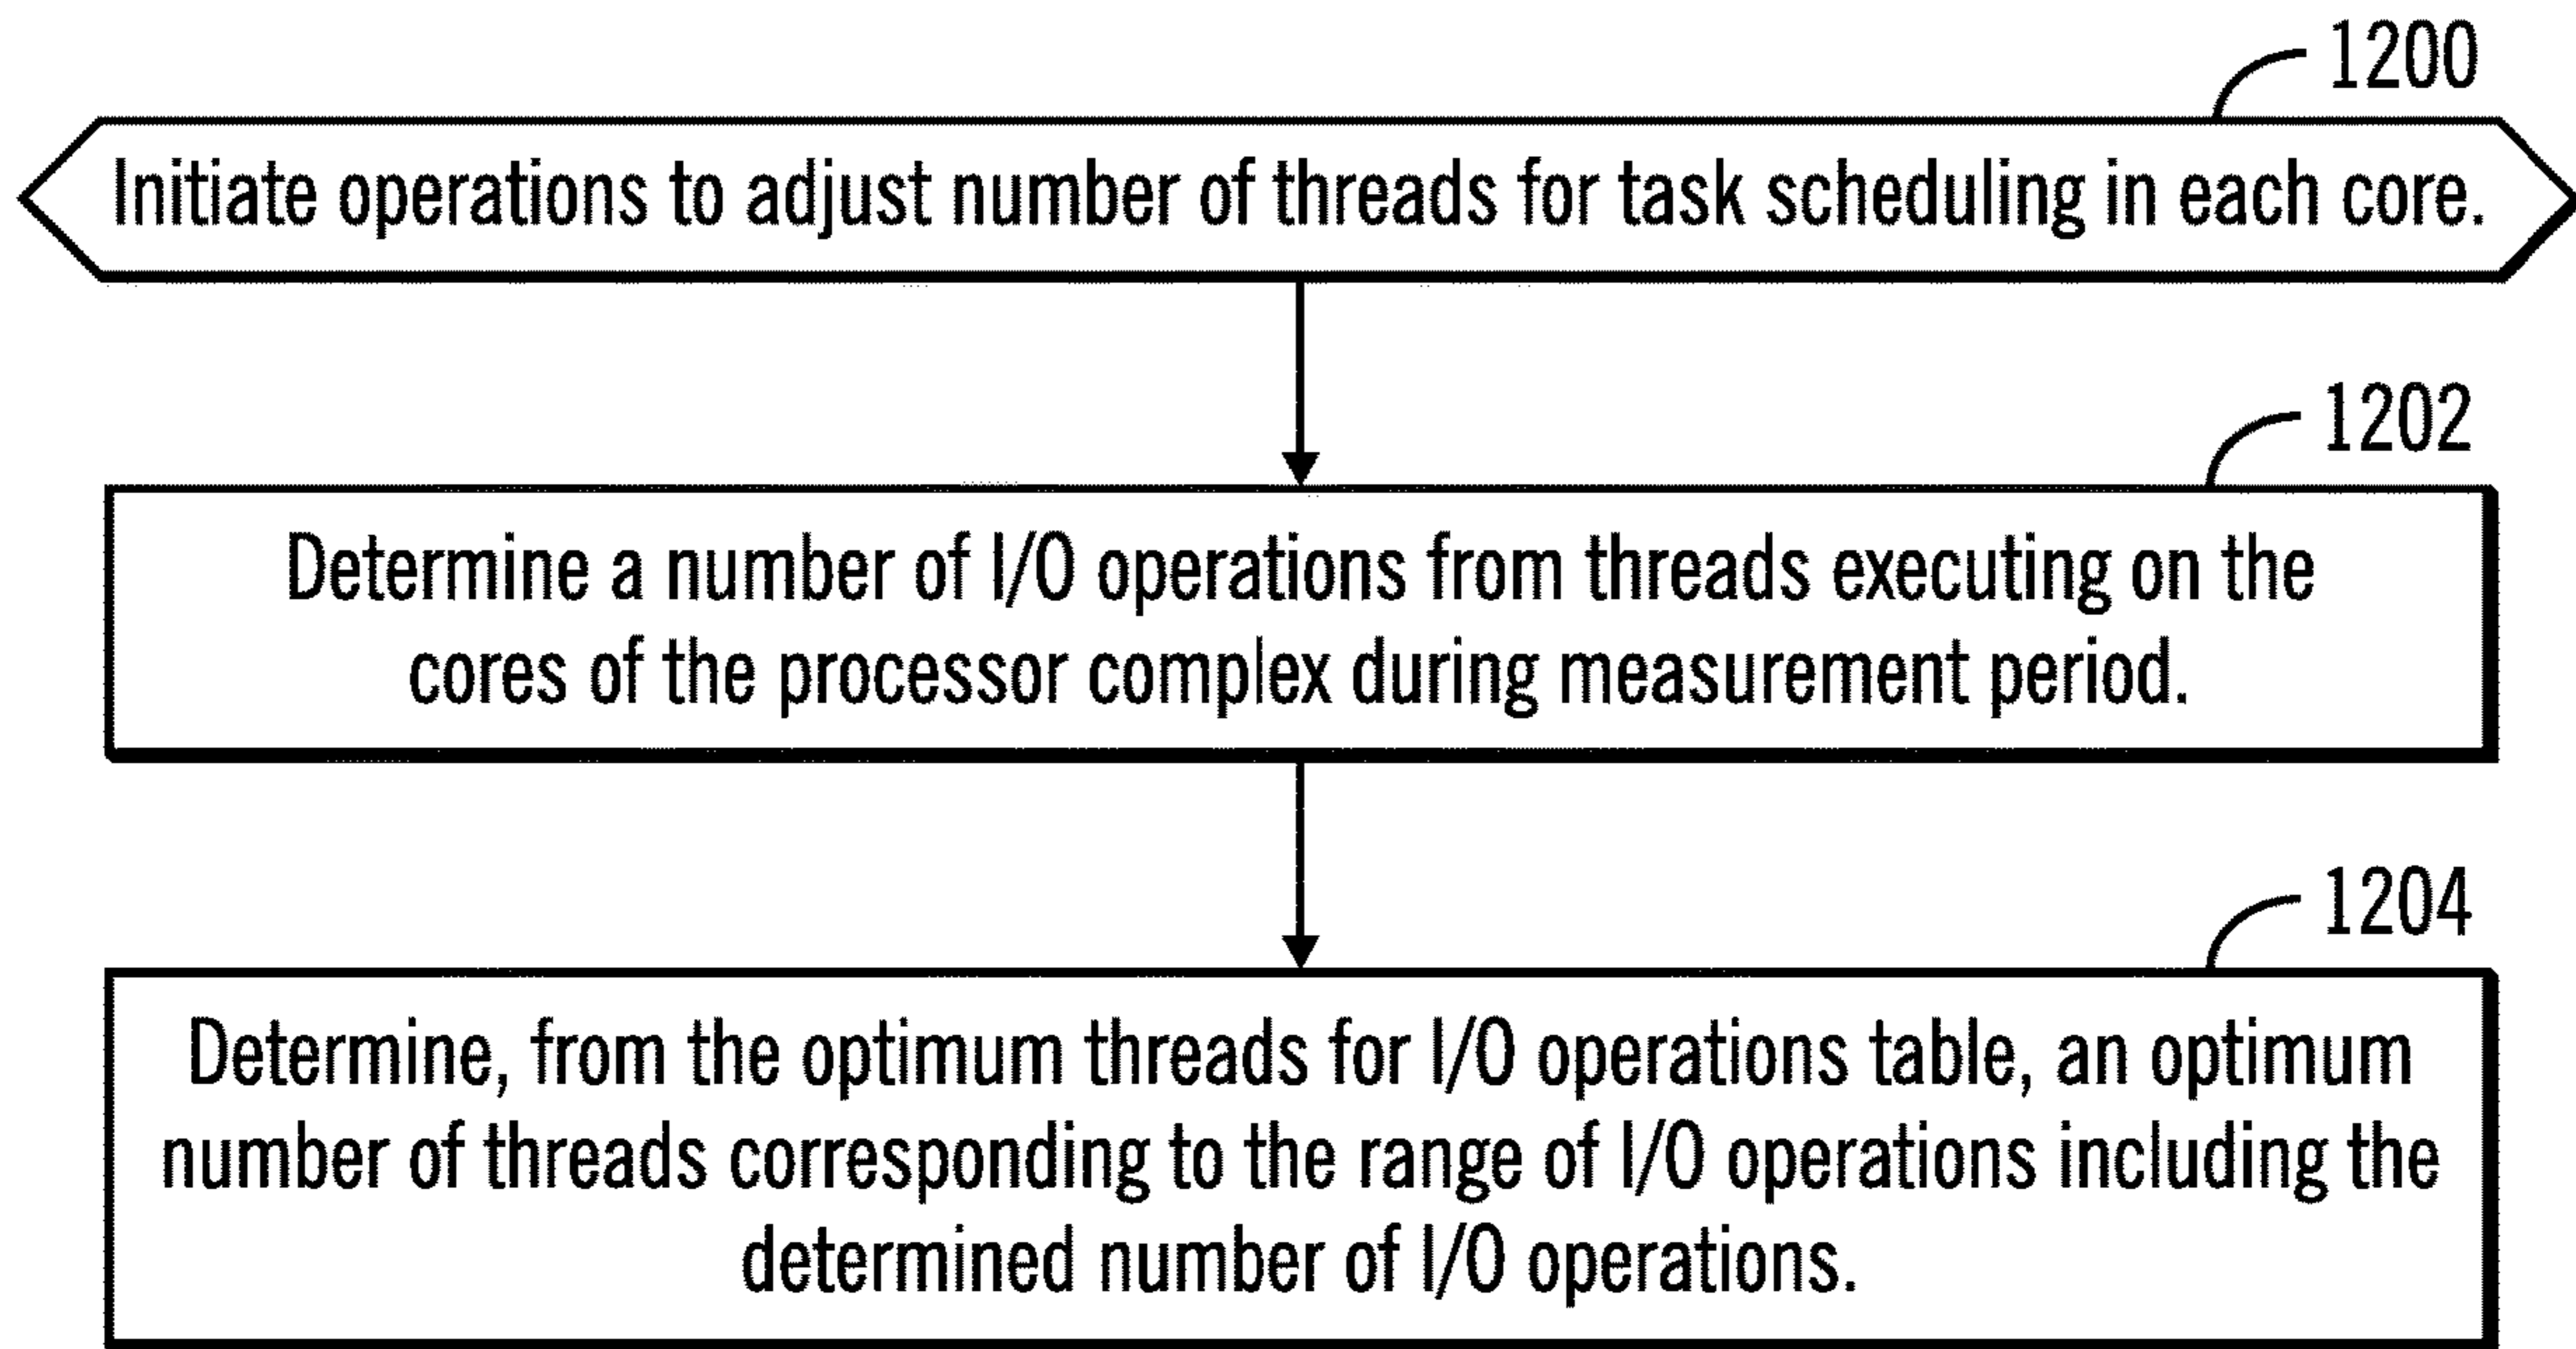 1200
Initiate operations to adjust number of threads for task scheduling in each core.
1202
Determine a number of I/O operations from threads executing on the
cores of the processor complex during measurement period.
1204
Determine, from the optimum threads for I/O operations table, an optimum
number of threads corresponding to the range of I/O operations including the
determined number of I/O operations.